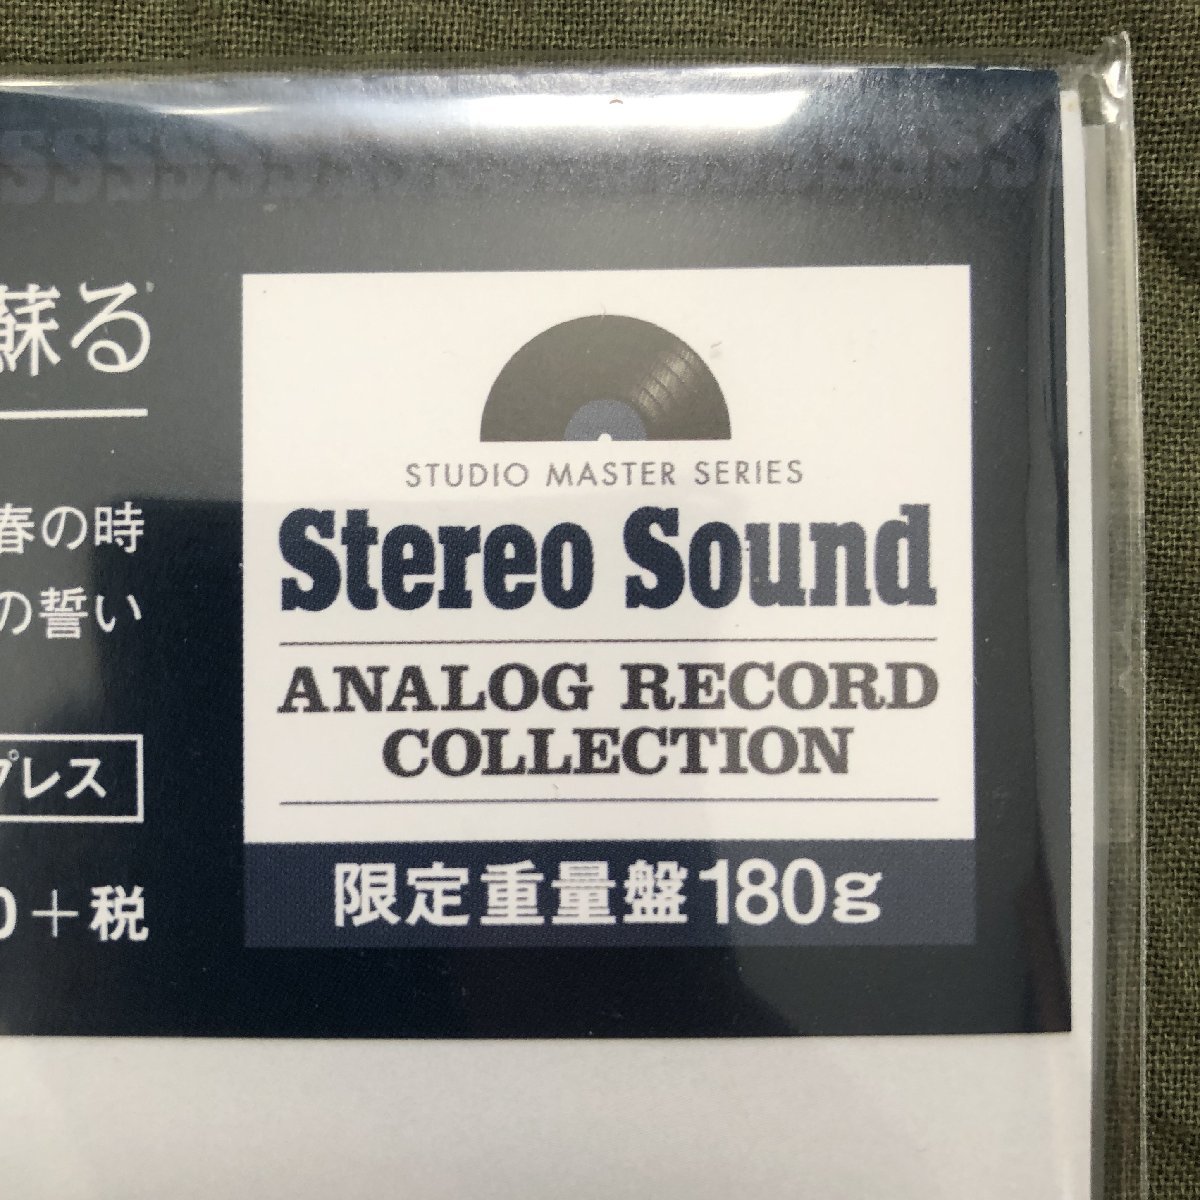 蘇る
春の時
の誓い
プレス
0+税
STUDIO MASTER SERIES
Stereo Sound
ANALOG RECORD
COLLECTION
限定重量盤180g